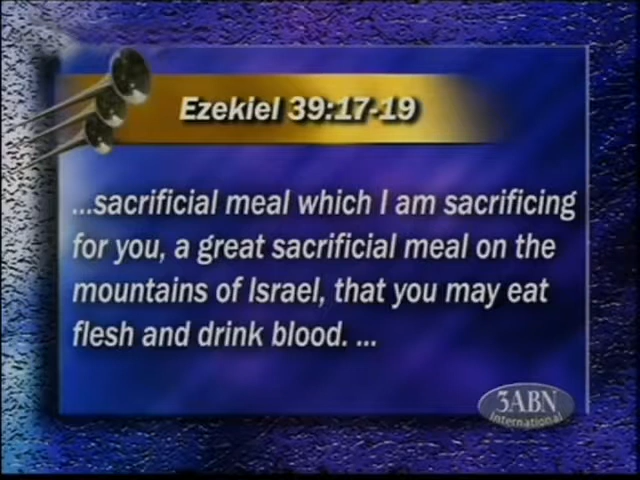 Ezekiel 39:17-19
...sacrificial meal which I am sacrificing
for you, a great sacrificial meal on the
mountains of Israel, that you may eat
flesh and drink blood. ...
3ABN
International